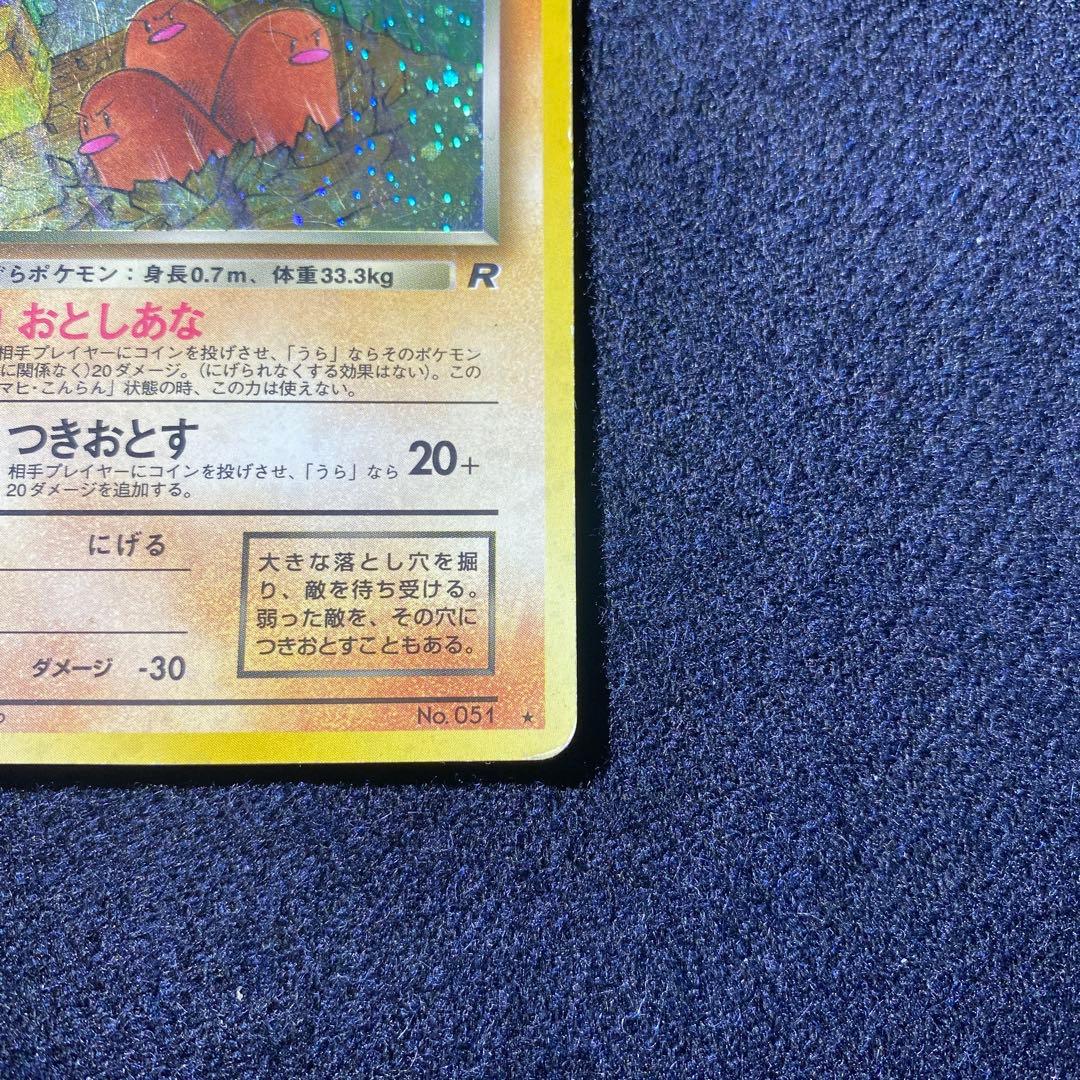 らポケモン：身長0.7m、体重33.3kg R
おとしあな
相手プレイヤーにコインを投げさせ、「うら」ならそのポケモン
に関係なく)20ダメージ。(にげられなくする効果はない)。この
マヒ・こんらん」状態の時、この力は使えない。
つきおとす 20+
相手プレイヤーにコインを投げさせ、「うら」なら
20ダメージを追加する。
にげる
大きな落とし穴を掘
り、敵を待ち受ける。
弱った敵を、その穴に
つきおとすこともある。
ダメージ -30
No. 051 ★